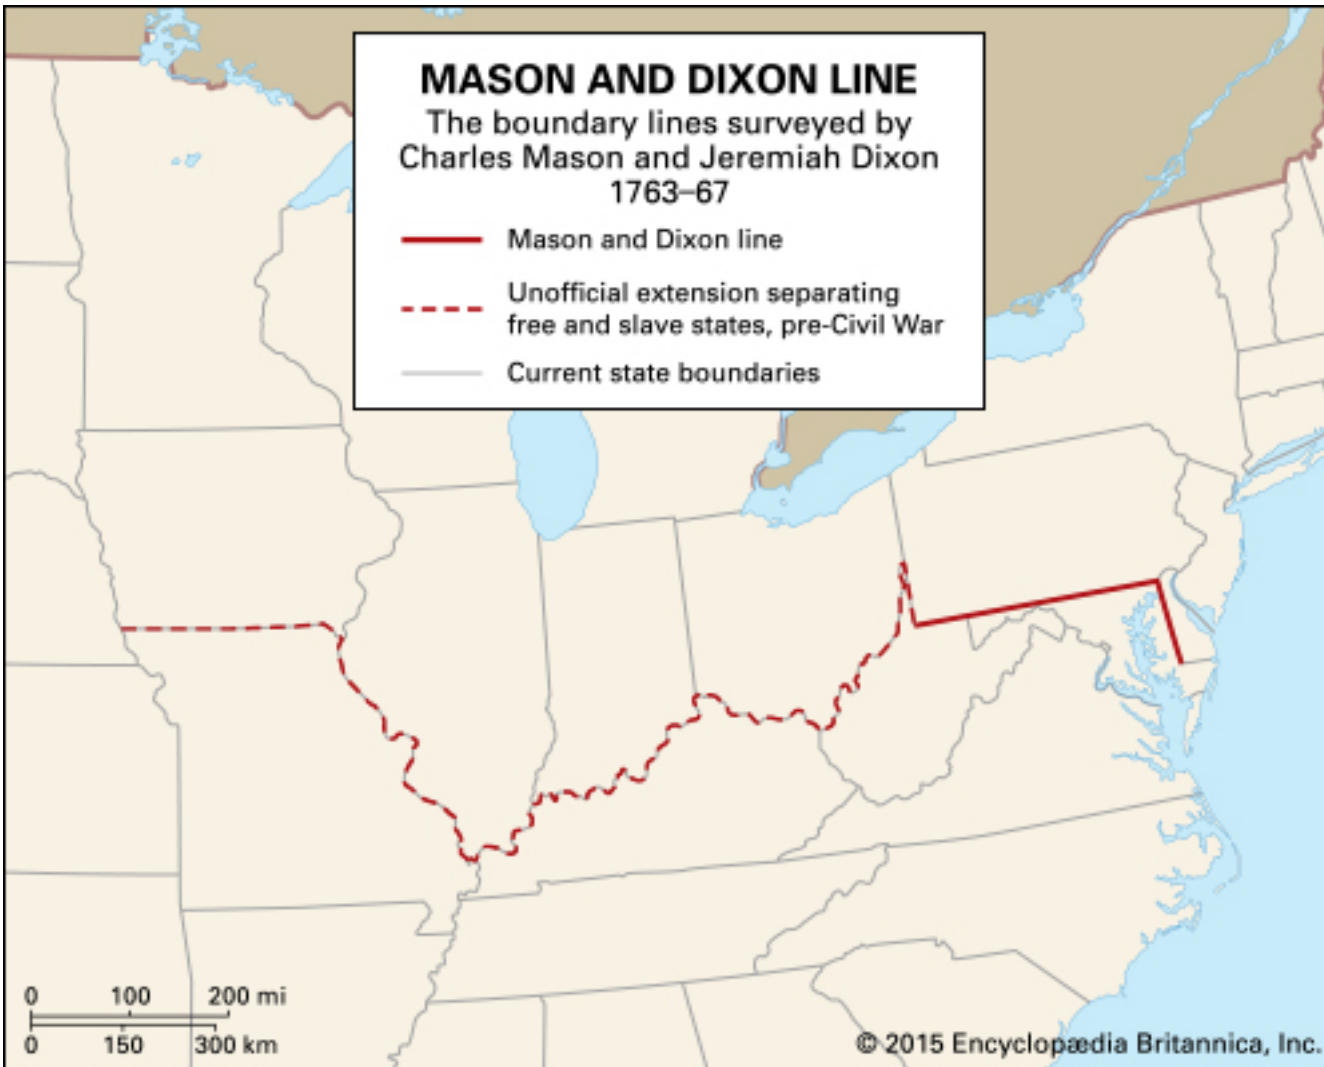 MASON AND DIXON LINE
The boundary lines surveyed by
Charles Mason and Jeremiah Dixon
1763–67
Mason and Dixon line
Unofficial extension separating
free and slave states, pre-Civil War
Current state boundaries
0 100 200 mi
0 150 300 km
© 2015 Encyclopædia Britannica, Inc.